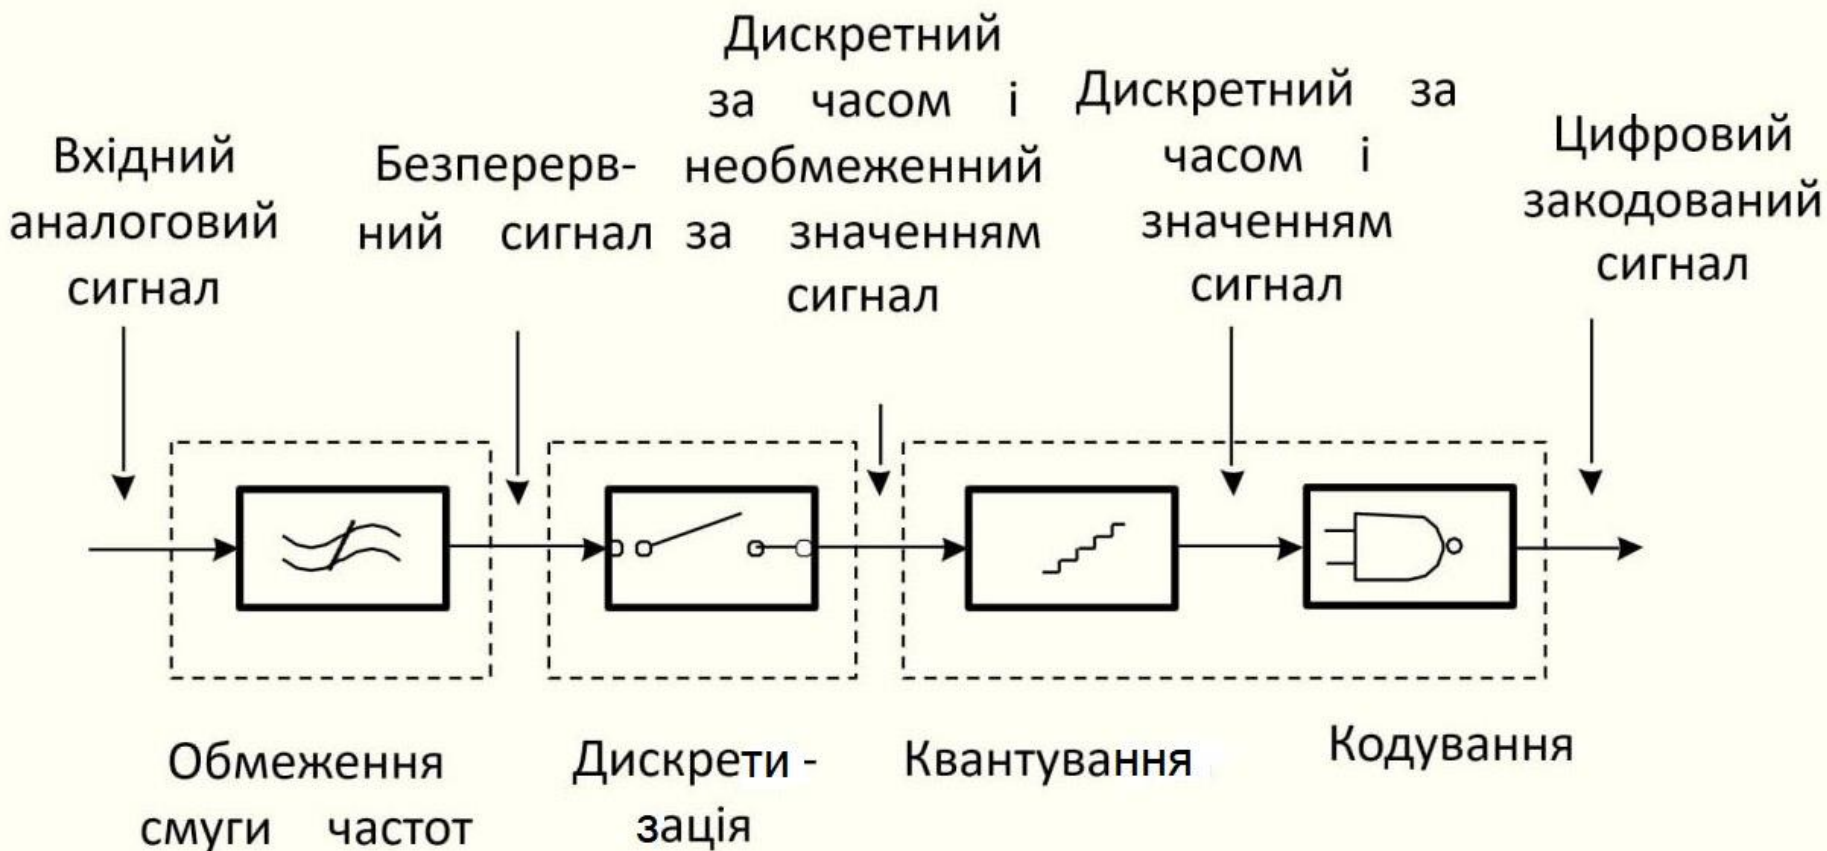 Вхідний
аналоговий
сигнал
Безперерв-
ний сигнал
Дискретний
за часом і
необмеженний
за значенням
сигнал
Дискретний за
часом і
значенням
сигнал
Цифровий
закодований
сигнал
Обмеження
смуги частот
Дискрети -
зація
Квантування
Кодування